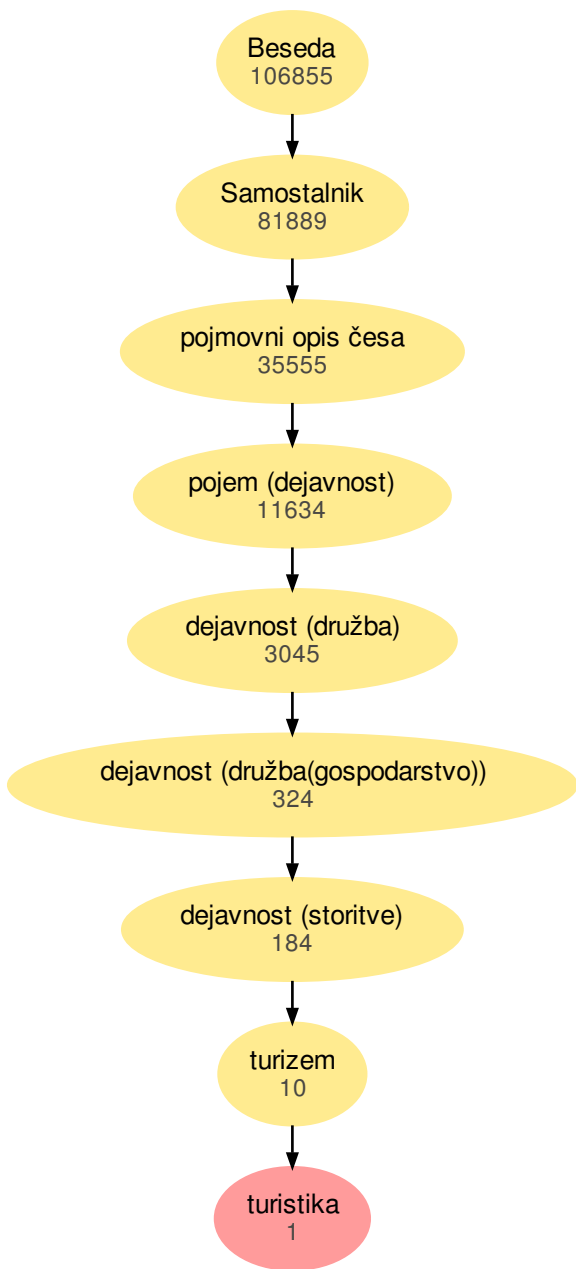 Beseda
106855
Samostalnik
81889
pojmovni opis česa
35555
pojem (dejavnost)
11634
dejavnost (družba)
3045
dejavnost (družba(gospodarstvo))
324
dejavnost (storitve)
184
turizem
10
turistika
1